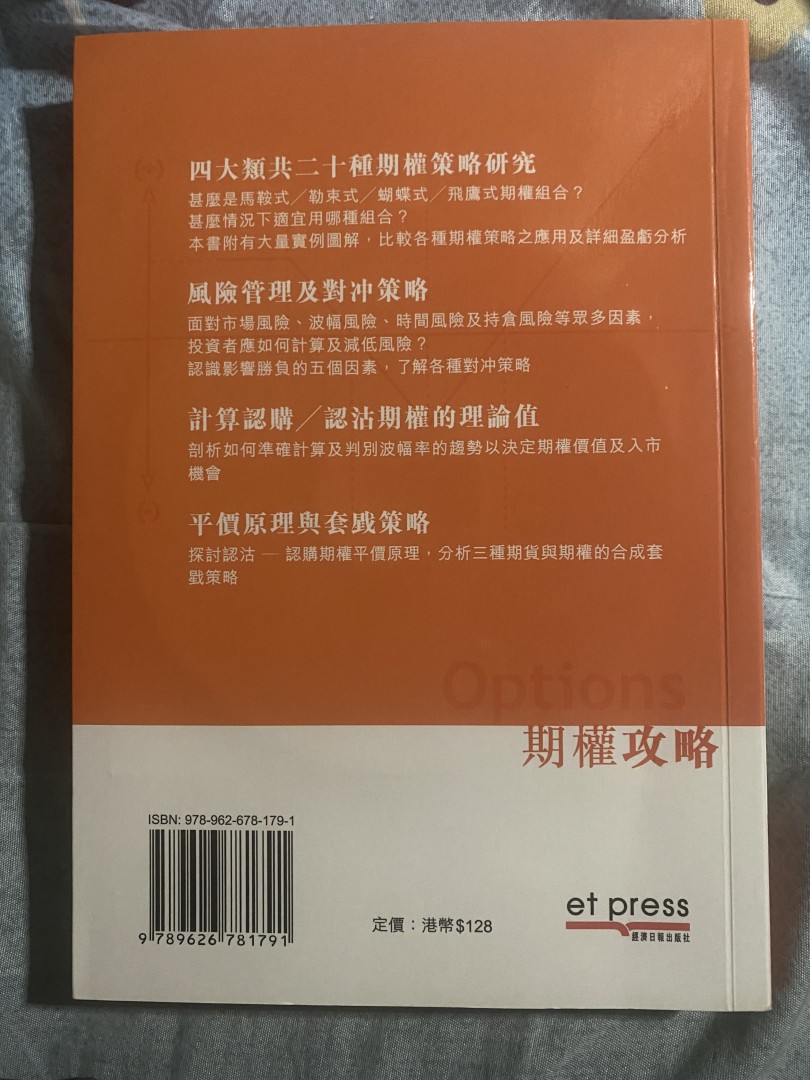 四大類共二十種期權策略研究
甚麼是馬鞍式／勒束式／蝴蝶式／飛鷹式期權組合？
甚麼情況下適宜用哪種組合？
本書附有大量實例圖解，比較各種期權策略之應用及詳細盈虧分析
風險管理及對冲策略
面對市場風險、波幅風險、時間風險及持倉風險等眾多因素，
投資者應如何計算及減低風險？
認識影響勝負的五個因素，了解各種對冲策略
計算認購／認沽期權的理論值
剖析如何準確計算及判別波幅率的趨勢以決定期權價值及入市
機會
平價原理與套戥策略
探討認沽 — 認購期權平價原理，分析三種期貨與期權的合成套
戥策略
Options
期權攻略
ISBN: 978-962-678-179-1
9 789626 781791
定價：港幣$128
et press
經濟日報出版社